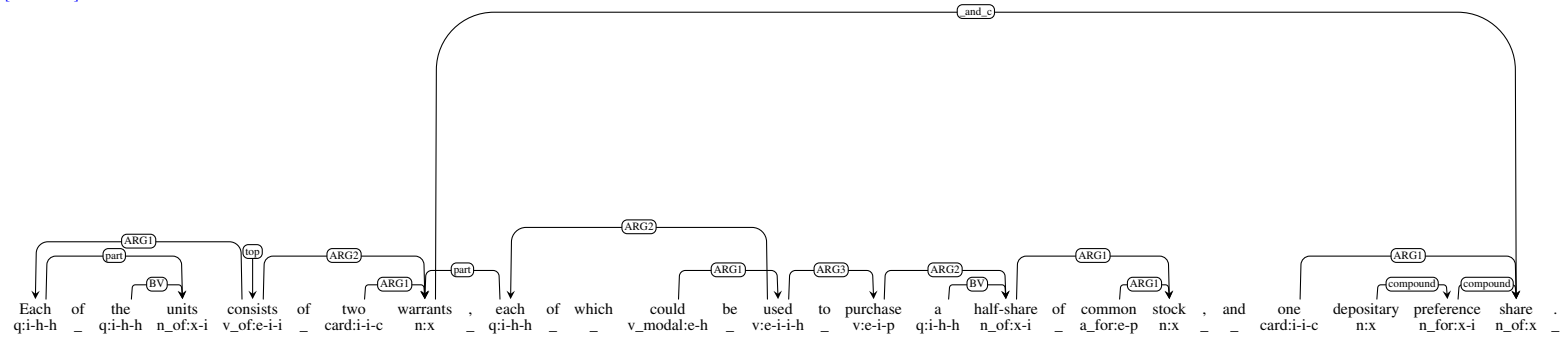 _and_c
ARG2
ARG1 top
part ARG2 ARG1 ARG1
part ARG1 ARG3 ARG2
BV ARG1 BV ARG1 compound compound
Each of the units consists of two warrants , each of which could be used to purchase a half-share of common stock , and one depositary preference share .
q:i-h-h _ q:i-h-h n_of:x-i v_of:e-i-i _ card:i-i-c n:x _ q:i-h-h _ _ v_modal:e-h _ v:e-i-i-h _ v:e-i-p q:i-h-h n_of:x-i _ a_for:e-p n:x _ _ card:i-i-c n:x n_for:x-i n_of:x _